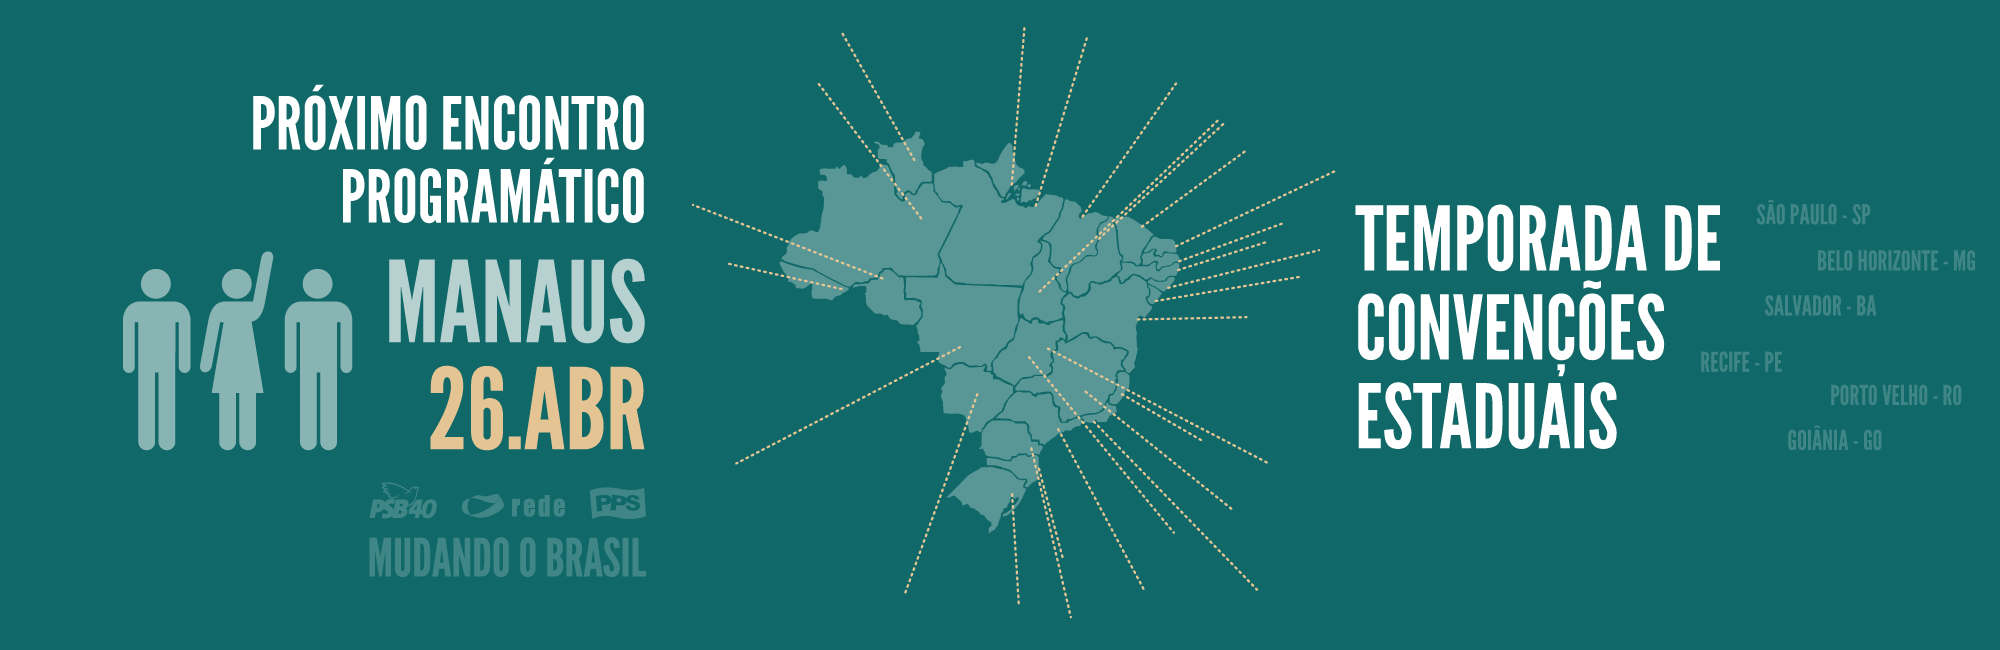 PRÓXIMO ENCONTRO
PROGRAMÁTICO
MANAUS
26.ABR
PSB40 rede PPS
MUDANDO O BRASIL
TEMPORADA DE
CONVENÇÕES
ESTADUAIS
SÃO PAULO - SP
BELO HORIZONTE - MG
SALVADOR - BA
RECIFE - PE
PORTO VELHO - RO
GOIÂNIA - GO